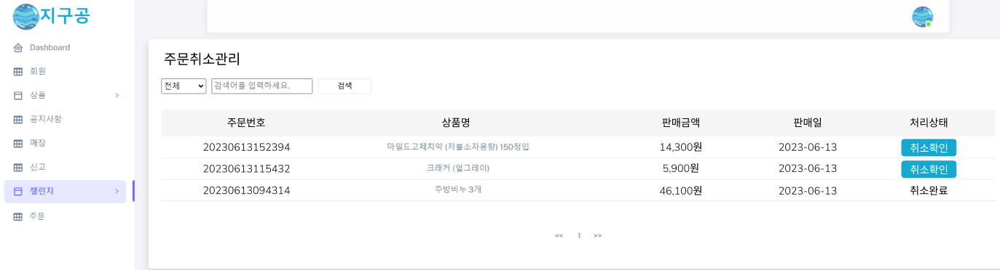 지구공
Dashboard
회원
상품
공지사항
매장
신고
챌린지
주문
주문취소관리
전체 검색어를 입력하세요. 검색
주문번호 상품명 판매금액 판매일 처리상태
20230613152394 마일드고체치약 (저불소자몽향) 150정입 14,300원 2023-06-13 취소확인
20230613115432 크래커 (얼그레이) 5,900원 2023-06-13 취소확인
20230613094314 주방비누 3개 46,100원 2023-06-13 취소완료
<< 1 >>